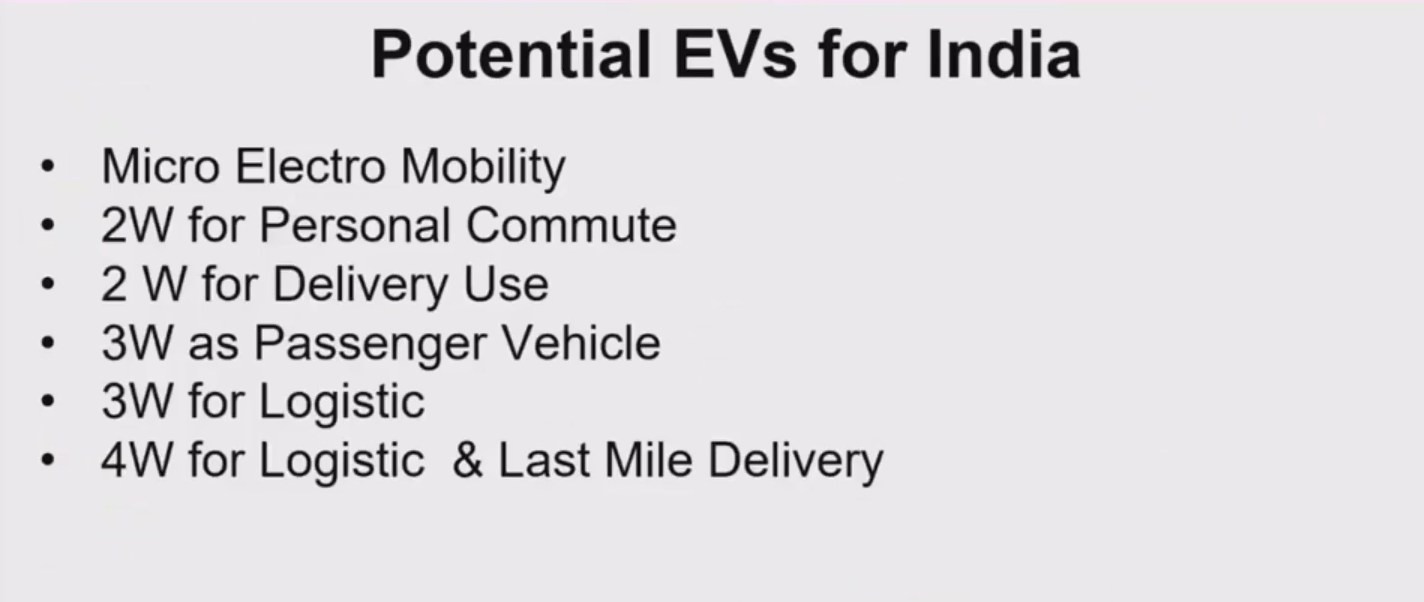 Potential EVs for India
• Micro Electro Mobility
• 2W for Personal Commute
• 2 W for Delivery Use
• 3W as Passenger Vehicle
• 3W for Logistic
• 4W for Logistic  & Last Mile Delivery